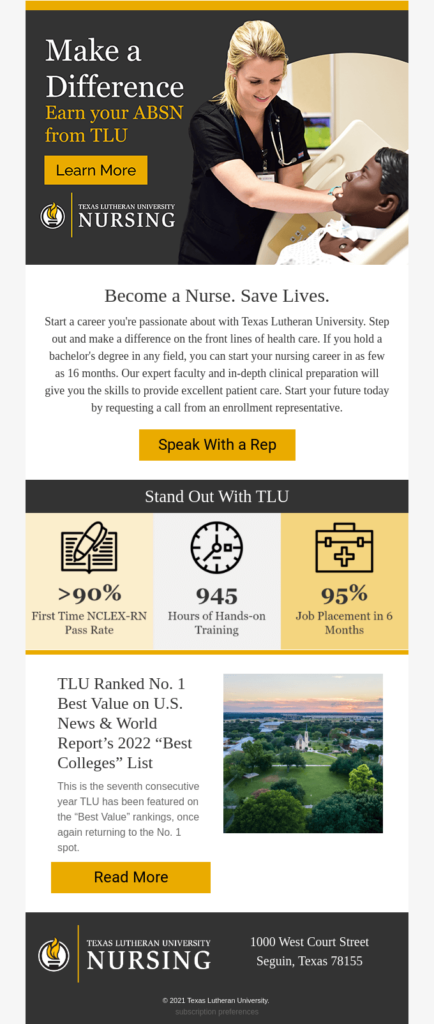 Make a
Difference
Earn your ABSN
from TLU
Learn More
TEXAS LUTHERAN UNIVERSITY
NURSING
Become a Nurse. Save Lives.
Start a career you're passionate about with Texas Lutheran University. Step
out and make a difference on the front lines of health care. If you hold a
bachelor's degree in any field, you can start your nursing career in as few
as 16 months. Our expert faculty and in-depth clinical preparation will
give you the skills to provide excellent patient care. Start your future today
by requesting a call from an enrollment representative.
Speak With a Rep
Stand Out With TLU
>90%
First Time NCLEX-RN
Pass Rate
945
Hours of Hands-on
Training
95%
Job Placement in 6
Months
TLU Ranked No. 1
Best Value on U.S.
News & World
Report’s 2022 “Best
Colleges” List
This is the seventh consecutive
year TLU has been featured on
the “Best Value” rankings, once
again returning to the No. 1
spot.
Read More
TEXAS LUTHERAN UNIVERSITY
NURSING
1000 West Court Street
Seguin, Texas 78155
© 2021 Texas Lutheran University.
subscription preferences